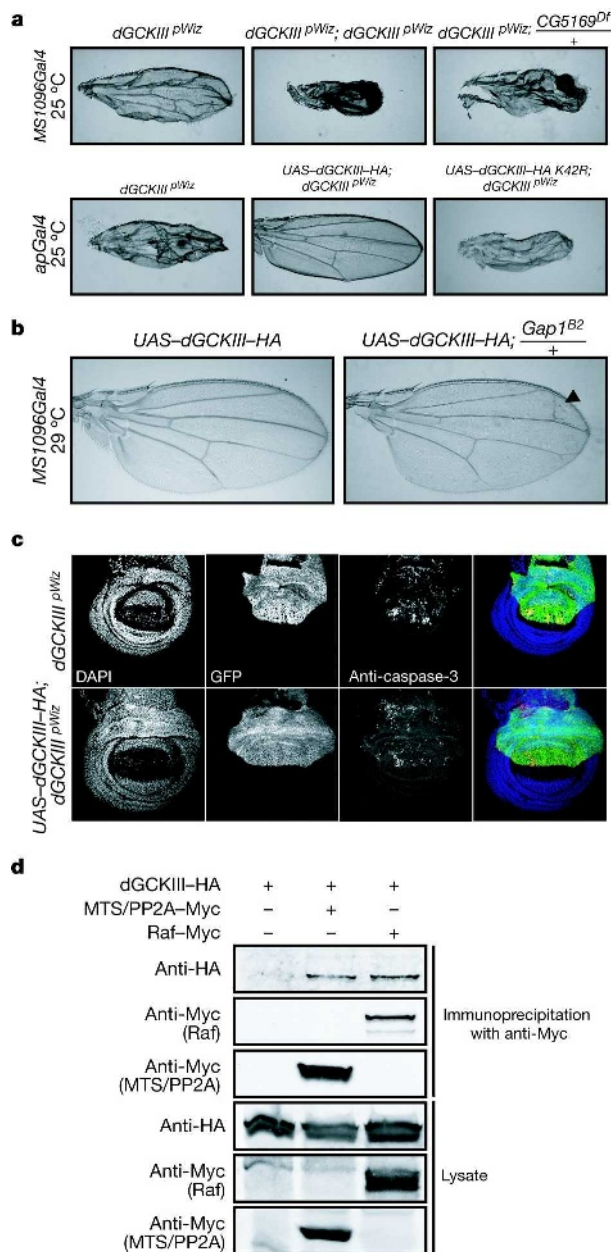 a
dGCKIII pWiz
dGCKIII pWiz; dGCKIII pWiz
dGCKIII pWiz; CG5169Df
+
MS1096Gal4
25 °C
dGCKIII pWiz
UAS–dGCKIII–HA;
dGCKIII pWiz
UAS–dGCKIII–HA K42R;
dGCKIII pWiz
apGal4
25 °C
b
UAS–dGCKIII–HA
UAS–dGCKIII–HA; Gap1B2
+
MS1096Gal4
29 °C
c
dGCKIII pWiz
DAPI
GFP
Anti-caspase-3
UAS–dGCKIII–HA;
dGCKIII pWiz
d
dGCKIII–HA + + +
MTS/PP2A–Myc – + –
Raf–Myc – – +
Anti-HA
Anti-Myc
(Raf)
Anti-Myc
(MTS/PP2A)
Immunoprecipitation
with anti-Myc
Anti-HA
Anti-Myc
(Raf)
Anti-Myc
(MTS/PP2A)
Lysate